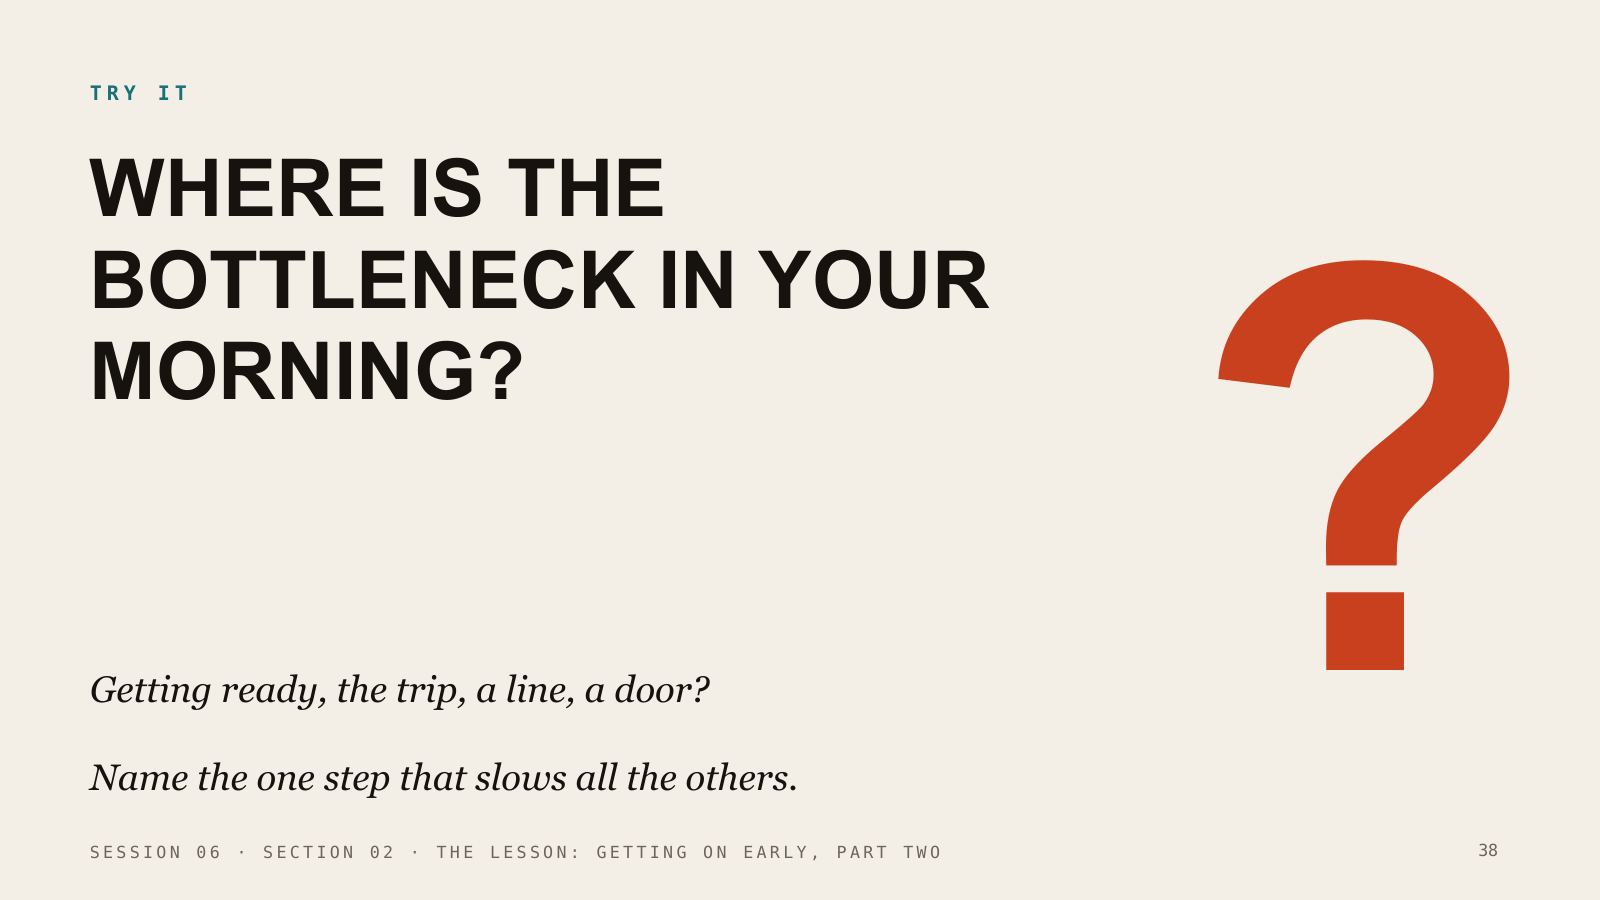 TRY IT
WHERE IS THE
BOTTLENECK IN YOUR
MORNING?
?
Getting ready, the trip, a line, a door?
Name the one step that slows all the others.
SESSION 06 · SECTION 02 · THE LESSON: GETTING ON EARLY, PART TWO
38